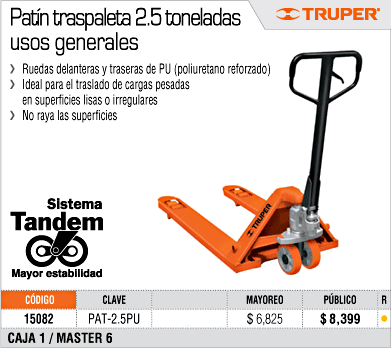 Patín traspaleta 2.5 toneladas
usos generales
TRUPER®
Ruedas delanteras y traseras de PU (poliuretano reforzado)
Ideal para el traslado de cargas pesadas
en superficies lisas o irregulares
No raya las superficies
TRUPER
Sistema
Tandem
Mayor estabilidad
CÓDIGO CLAVE MAYOREO PÚBLICO R
15082 PAT-2.5PU $ 6,825 $ 8,399
CAJA 1 / MASTER 6